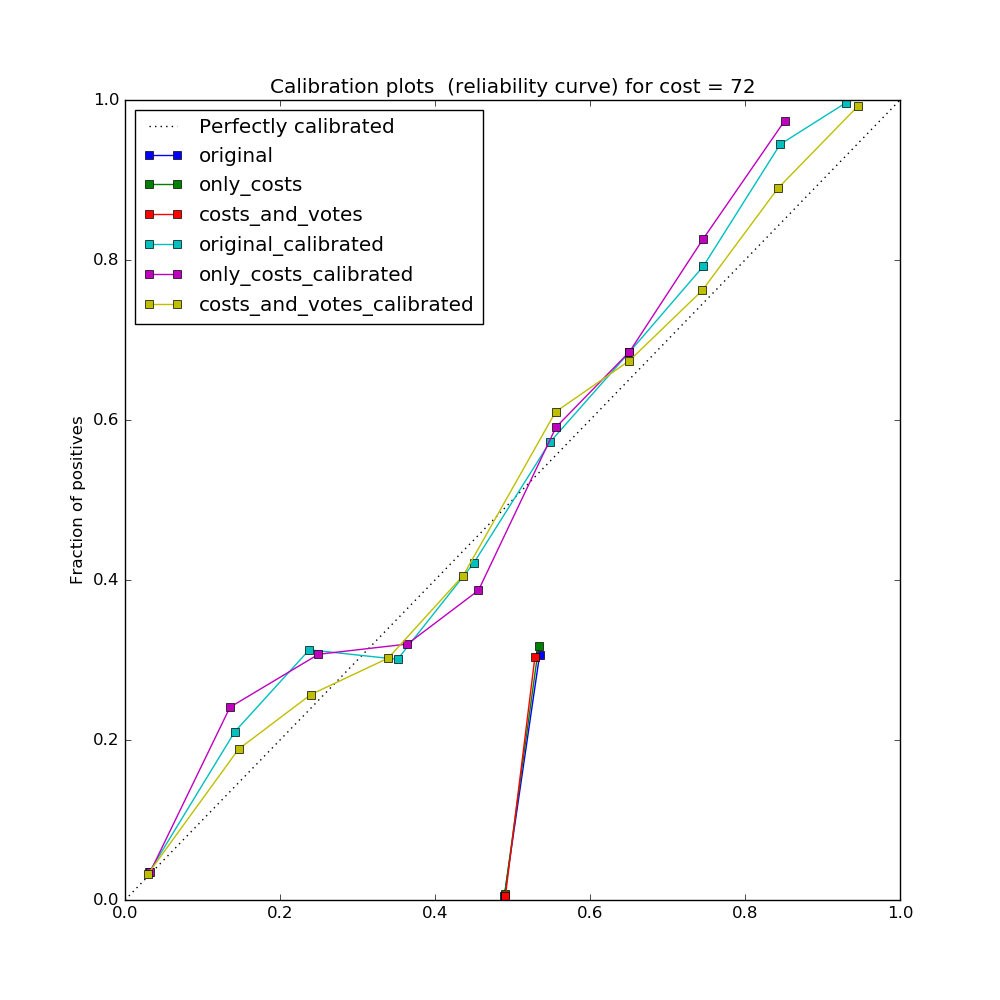 Calibration plots  (reliability curve) for cost = 72
1.0
0.8
0.6
0.4
0.2
0.0
Fraction of positives
Perfectly calibrated
original
only_costs
costs_and_votes
original_calibrated
only_costs_calibrated
costs_and_votes_calibrated
0.0 0.2 0.4 0.6 0.8 1.0